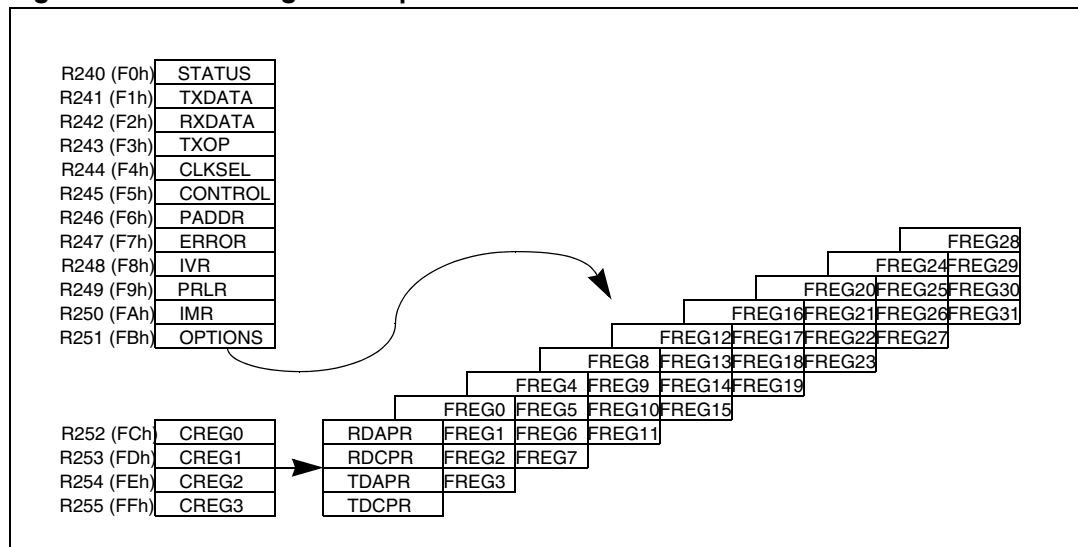 R240 (F0h) STATUS
R241 (F1h) TXDATA
R242 (F2h) RXDATA
R243 (F3h) TXOP
R244 (F4h) CLKSEL
R245 (F5h) CONTROL
R246 (F6h) PADDR
R247 (F7h) ERROR
R248 (F8h) IVR
R249 (F9h) PRLR
R250 (FAh) IMR
R251 (FBh) OPTIONS
R252 (FCh) CREG0
R253 (FDh) CREG1
R254 (FEh) CREG2
R255 (FFh) CREG3
RDAPR
RDCPR
TDAPR
TDCPR
FREG0
FREG1
FREG2
FREG3
FREG4
FREG5
FREG6
FREG7
FREG8
FREG9
FREG10
FREG11
FREG12
FREG13
FREG14
FREG15
FREG16
FREG17
FREG18
FREG19
FREG20
FREG21
FREG22
FREG23
FREG24
FREG25
FREG26
FREG27
FREG28
FREG29
FREG30
FREG31